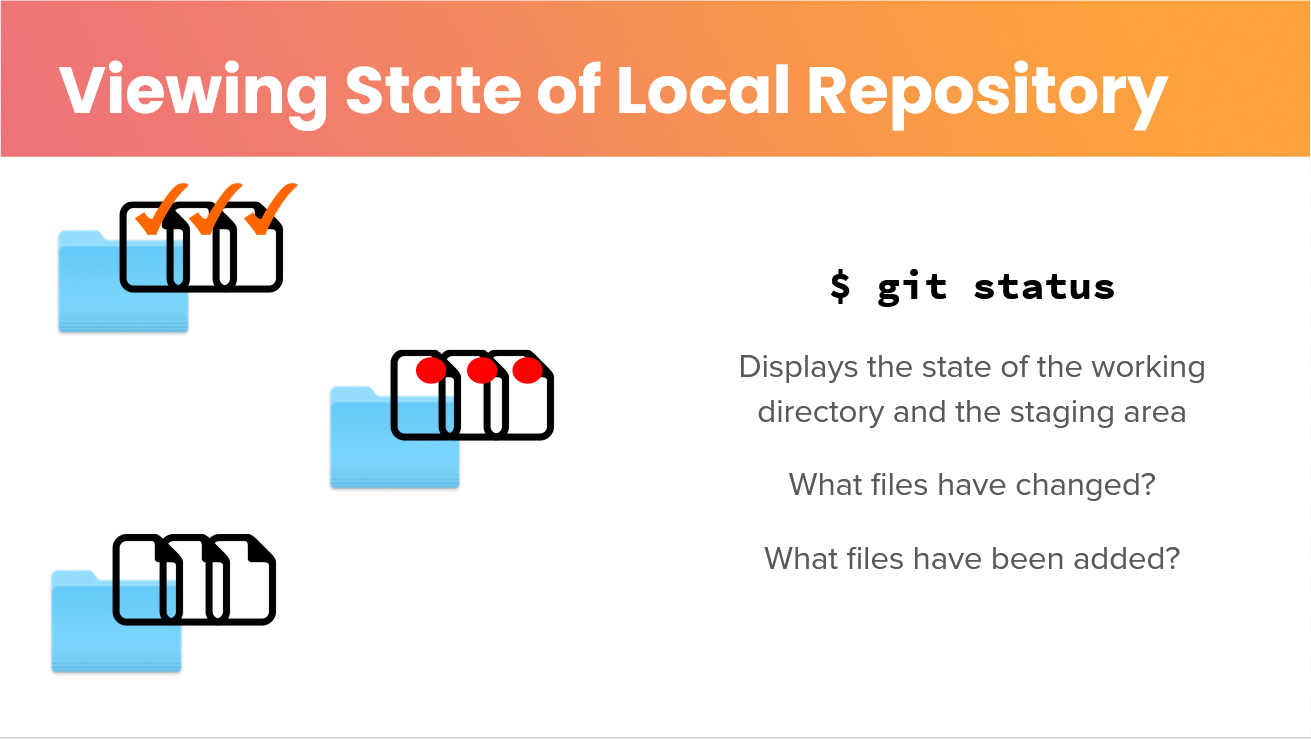 Viewing State of Local Repository
$ git status
Displays the state of the working
directory and the staging area
What files have changed?
What files have been added?